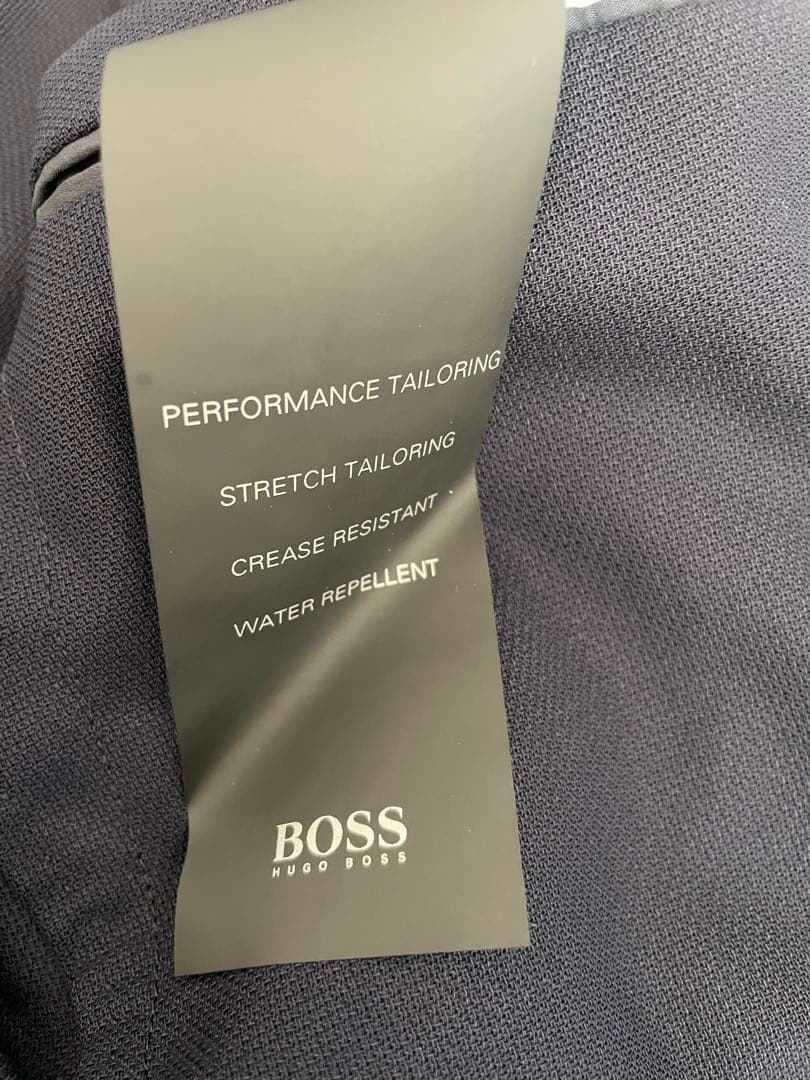 PERFORMANCE TAILORING
STRETCH TAILORING
CREASE RESISTANT
WATER REPELLENT
BOSS
HUGO BOSS